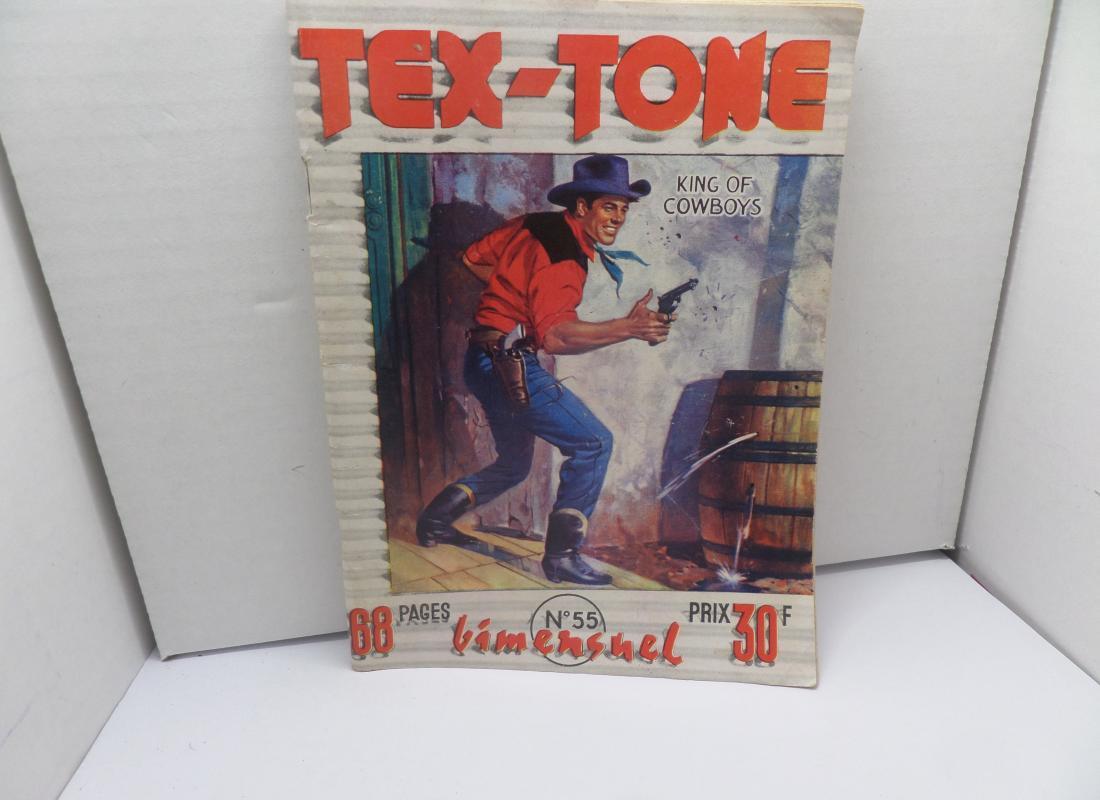 TEX-TONE
KING OF
COWBOYS
68 PAGES bimensuel N°55 PRIX 30 F